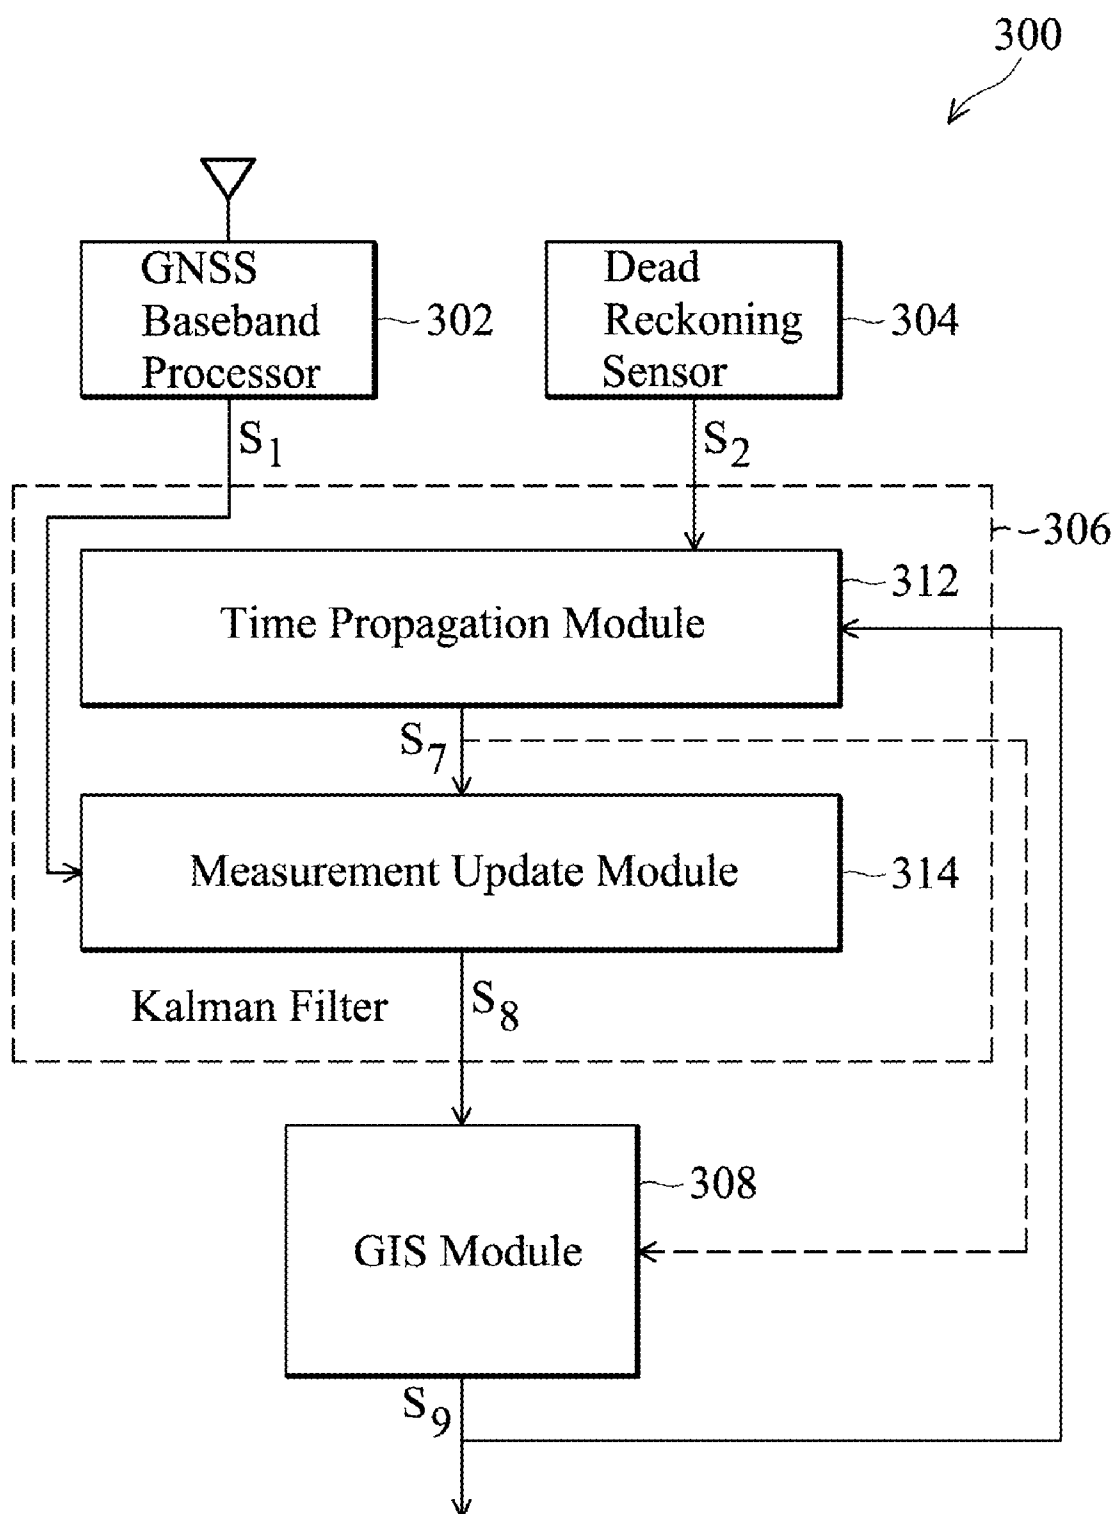 300
GNSS
Baseband
Processor
302
Dead
Reckoning
Sensor
304
S1
S2
306
312
Time Propagation Module
S7
Measurement Update Module
314
Kalman Filter
S8
308
GIS Module
S9